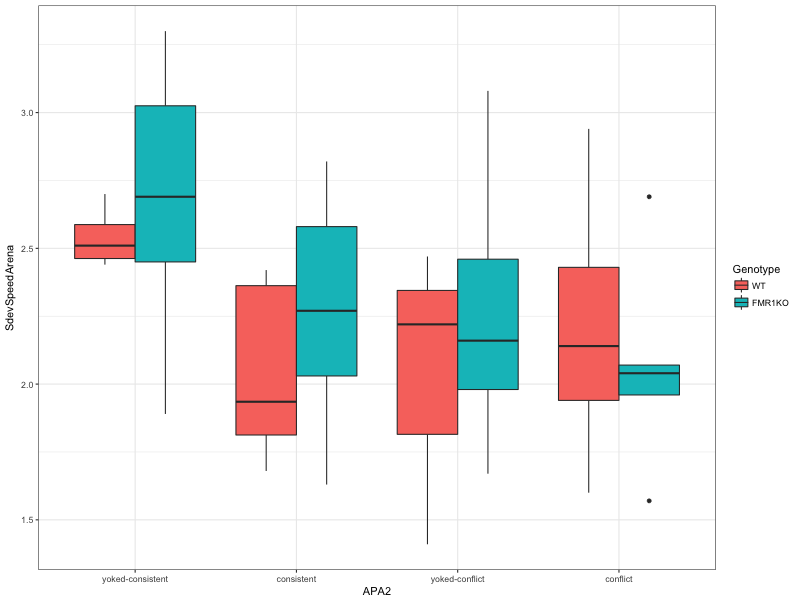 SdevSpeedArena
3.0
2.5
2.0
1.5
yoked-consistent
consistent
yoked-conflict
conflict
APA2
Genotype
WT
FMR1KO